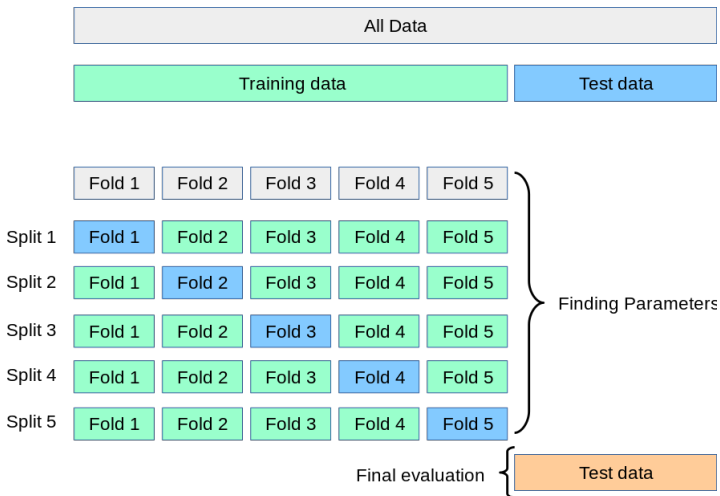 All Data
Training data Test data
Fold 1 Fold 2 Fold 3 Fold 4 Fold 5
Split 1 Fold 1 Fold 2 Fold 3 Fold 4 Fold 5
Split 2 Fold 1 Fold 2 Fold 3 Fold 4 Fold 5
Finding Parameters
Split 3 Fold 1 Fold 2 Fold 3 Fold 4 Fold 5
Split 4 Fold 1 Fold 2 Fold 3 Fold 4 Fold 5
Split 5 Fold 1 Fold 2 Fold 3 Fold 4 Fold 5
Final evaluation Test data